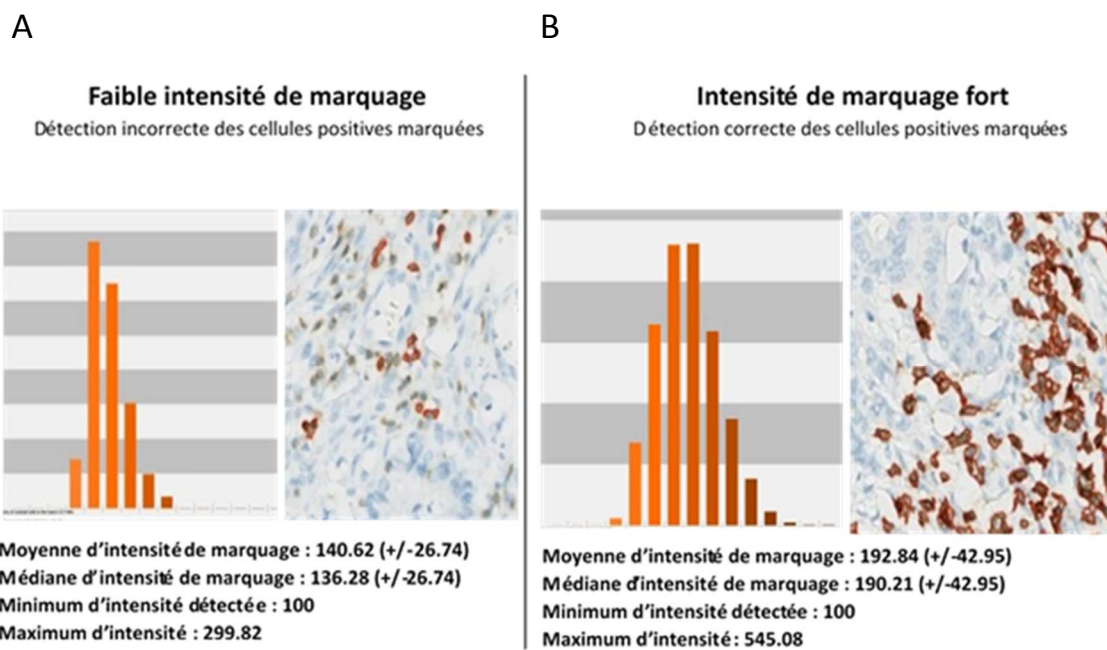 A
B
Faible intensité de marquage
Détection incorrecte des cellules positives marquées
Moyenne d'intensité de marquage : 140.62 (+/-26.74)
Médiane d'intensité de marquage : 136.28 (+/-26.74)
Minimum d'intensité détectée : 100
Maximum d'intensité : 299.82
Intensité de marquage fort
Détection correcte des cellules positives marquées
Moyenne d'intensité de marquage : 192.84 (+/-42.95)
Médiane d'intensité de marquage : 190.21 (+/-42.95)
Minimum d'intensité détectée : 100
Maximum d'intensité : 545.08